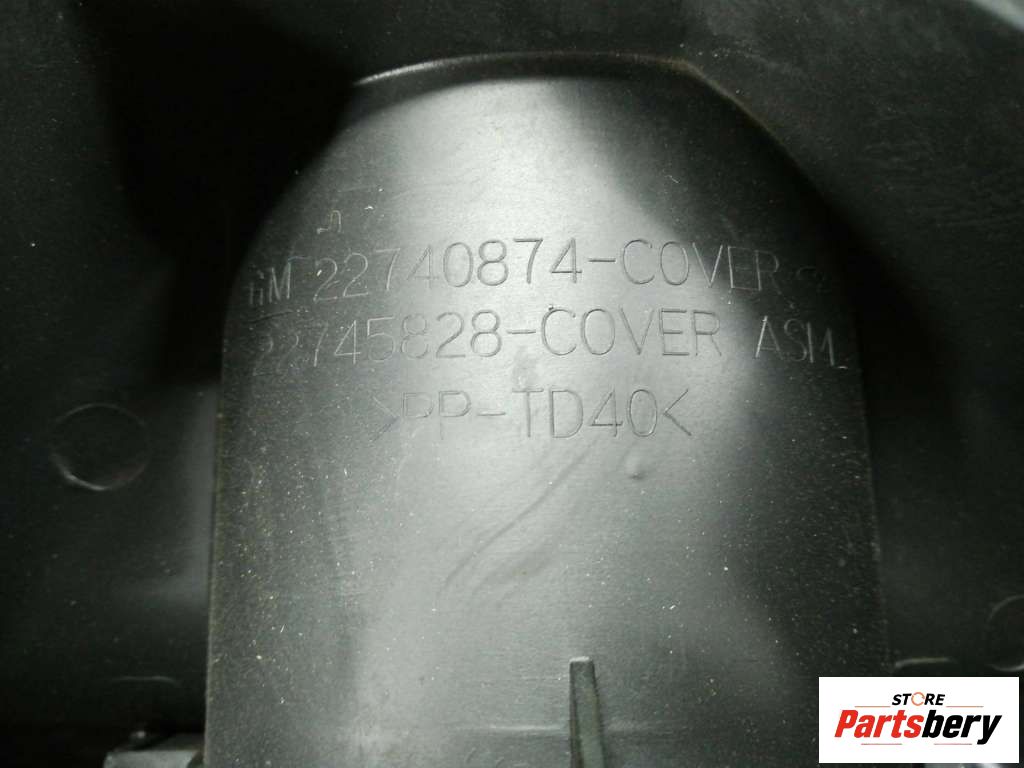 GM 22740874-COVER
22745828-COVER ASM
>PP-TD40<
STORE
Partsbery